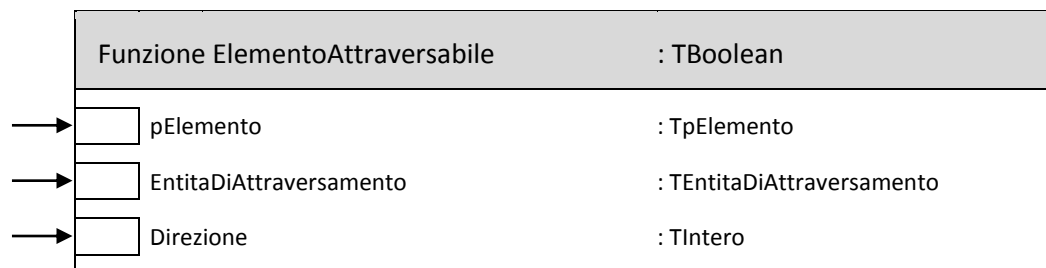 Funzione ElementoAttraversabile : TBoolean
pElemento : TpElemento
EntitaDiAttraversamento : TEntitaDiAttraversamento
Direzione : TIntero